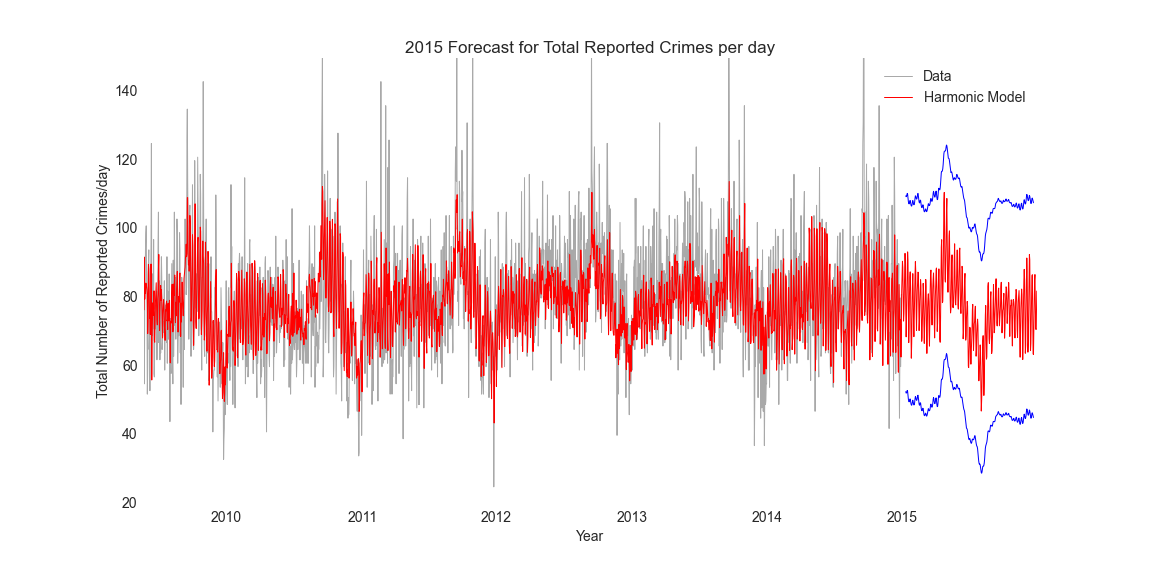 2015 Forecast for Total Reported Crimes per day
Data
Harmonic Model
Total Number of Reported Crimes/day
140
120
100
80
60
40
20
2010
2011
2012
2013
2014
2015
Year